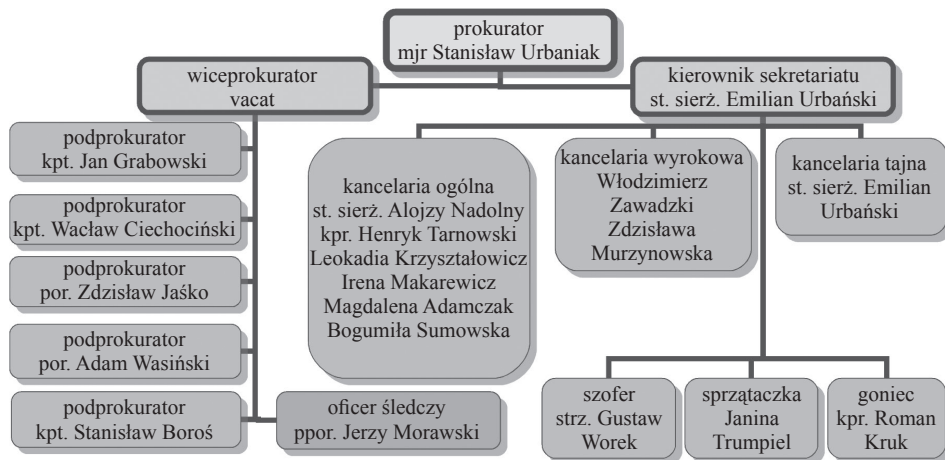 prokurator
mjr Stanisław Urbaniak
wiceprokurator
vacat
kierownik sekretariatu
st. sierż. Emilian Urbański
podprokurator
kpt. Jan Grabowski
podprokurator
kpt. Wacław Ciechociński
podprokurator
por. Zdzisław Jaśko
podprokurator
por. Adam Wasiński
podprokurator
kpt. Stanisław Boroś
oficer śledczy
ppor. Jerzy Morawski
kancelaria ogólna
st. sierż. Alojzy Nadolny
kpr. Henryk Tarnowski
Leokadia Krzyształowicz
Irena Makarewicz
Magdalena Adamczak
Bogumiła Sumowska
kancelaria wyrokowa
Włodzimierz
Zawadzki
Zdzisława
Murzynowska
kancelaria tajna
st. sierż. Emilian
Urbański
szofer
strz. Gustaw
Worek
sprzątaczka
Janina
Trumpiel
goniec
kpr. Roman
Kruk